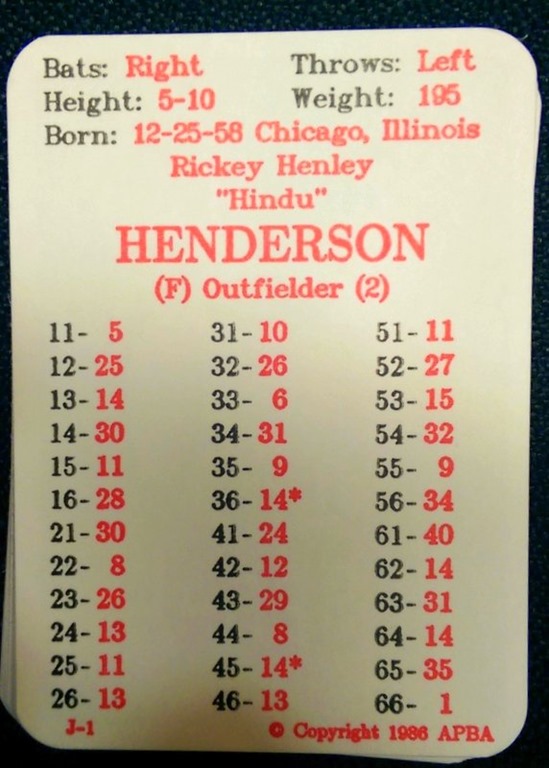 Bats: Right Throws: Left
Height: 5-10 Weight: 195
Born: 12-25-58 Chicago, Illinois
Rickey Henley
"Hindu"
HENDERSON
(F) Outfielder (2)
11- 5 31- 10 51- 11
12- 25 32- 26 52- 27
13- 14 33- 6 53- 15
14- 30 34- 31 54- 32
15- 11 35- 9 55- 9
16- 28 36- 14* 56- 34
21- 30 41- 24 61- 40
22- 8 42- 12 62- 14
23- 26 43- 29 63- 31
24- 13 44- 8 64- 14
25- 11 45- 14* 65- 35
26- 13 46- 13 66- 1
J-1 © Copyright 1986 APBA